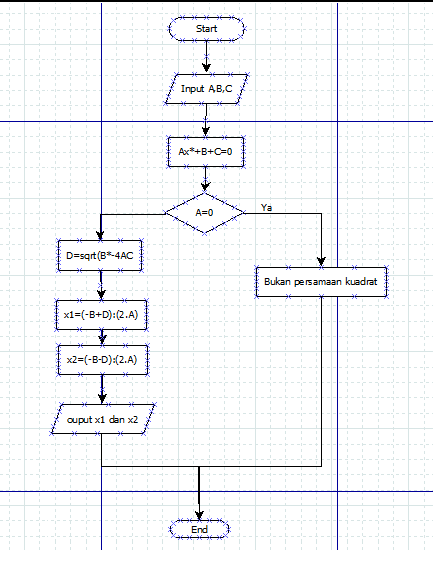 Start
Input A,B,C
Ax*+B+C=0
A=0
Ya
D=sqrt(B*-4AC
Bukan persamaan kuadrat
x1=(-B+D):(2.A)
x2=(-B-D):(2.A)
ouput x1 dan x2
End